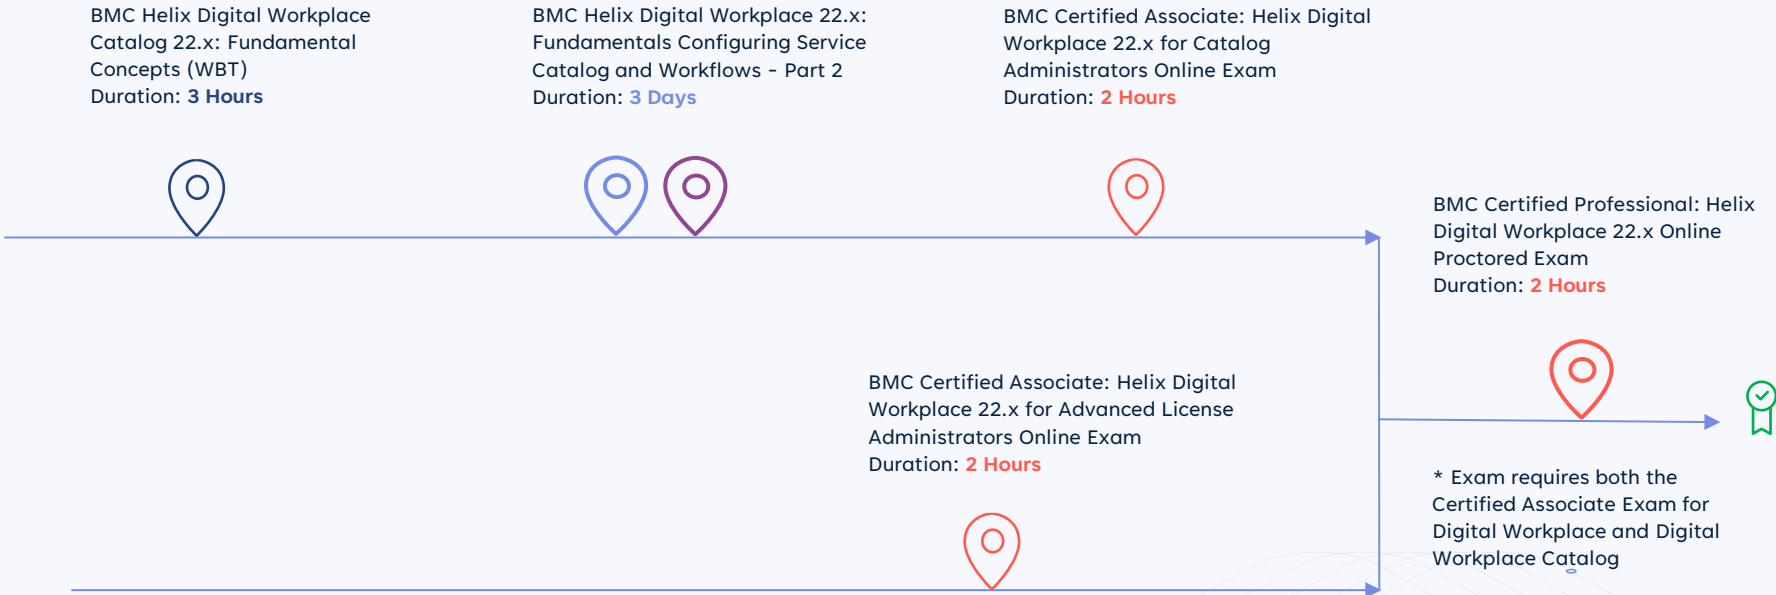 BMC Helix Digital Workplace
Catalog 22.x: Fundamental
Concepts (WBT)
Duration: 3 Hours
BMC Helix Digital Workplace 22.x:
Fundamentals Configuring Service
Catalog and Workflows - Part 2
Duration: 3 Days
BMC Certified Associate: Helix Digital
Workplace 22.x for Catalog
Administrators Online Exam
Duration: 2 Hours
BMC Certified Professional: Helix
Digital Workplace 22.x Online
Proctored Exam
Duration: 2 Hours
BMC Certified Associate: Helix Digital
Workplace 22.x for Advanced License
Administrators Online Exam
Duration: 2 Hours
* Exam requires both the
Certified Associate Exam for
Digital Workplace and Digital
Workplace Catalog